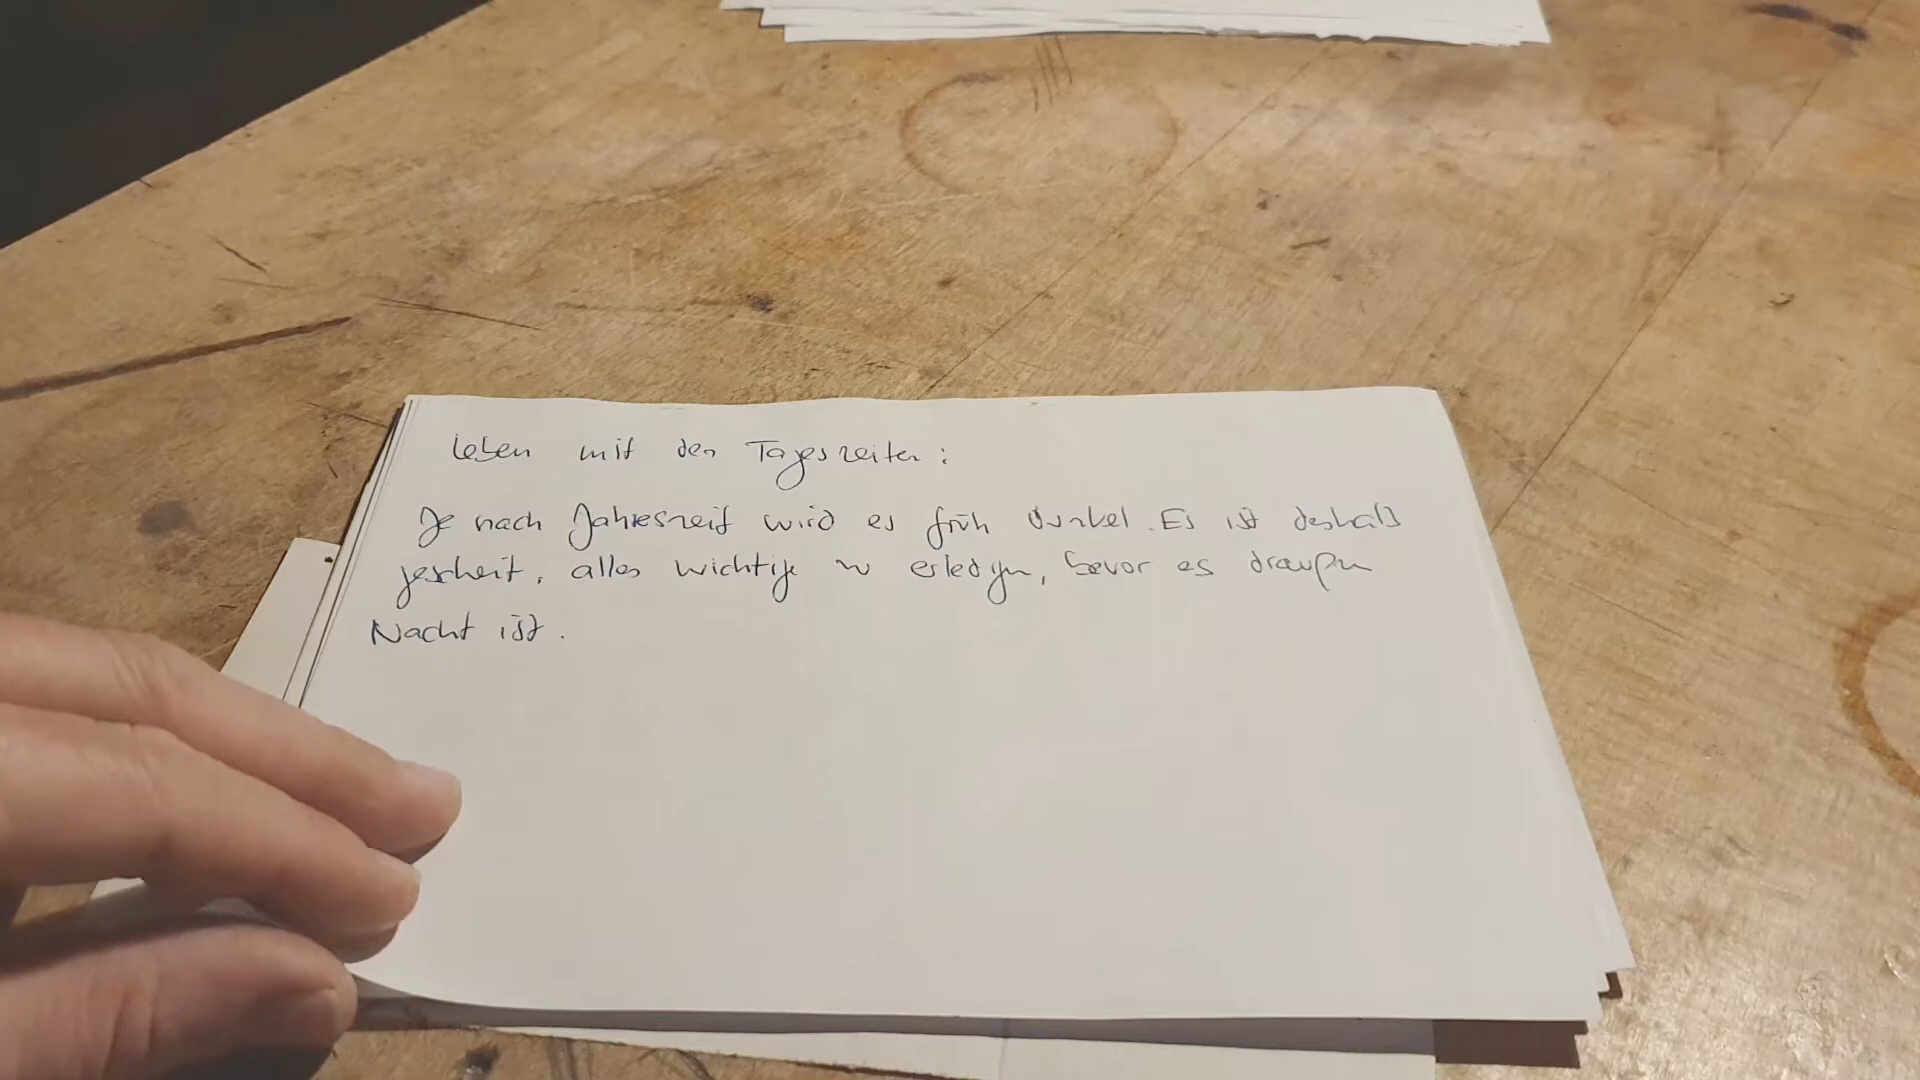 Leben mit den Tageszeiten:
Je nach Jahreszeit wird es früh dunkel. Es ist deshalb
gescheit, alles wichtige zu erledigen, bevor es draußen
Nacht ist.